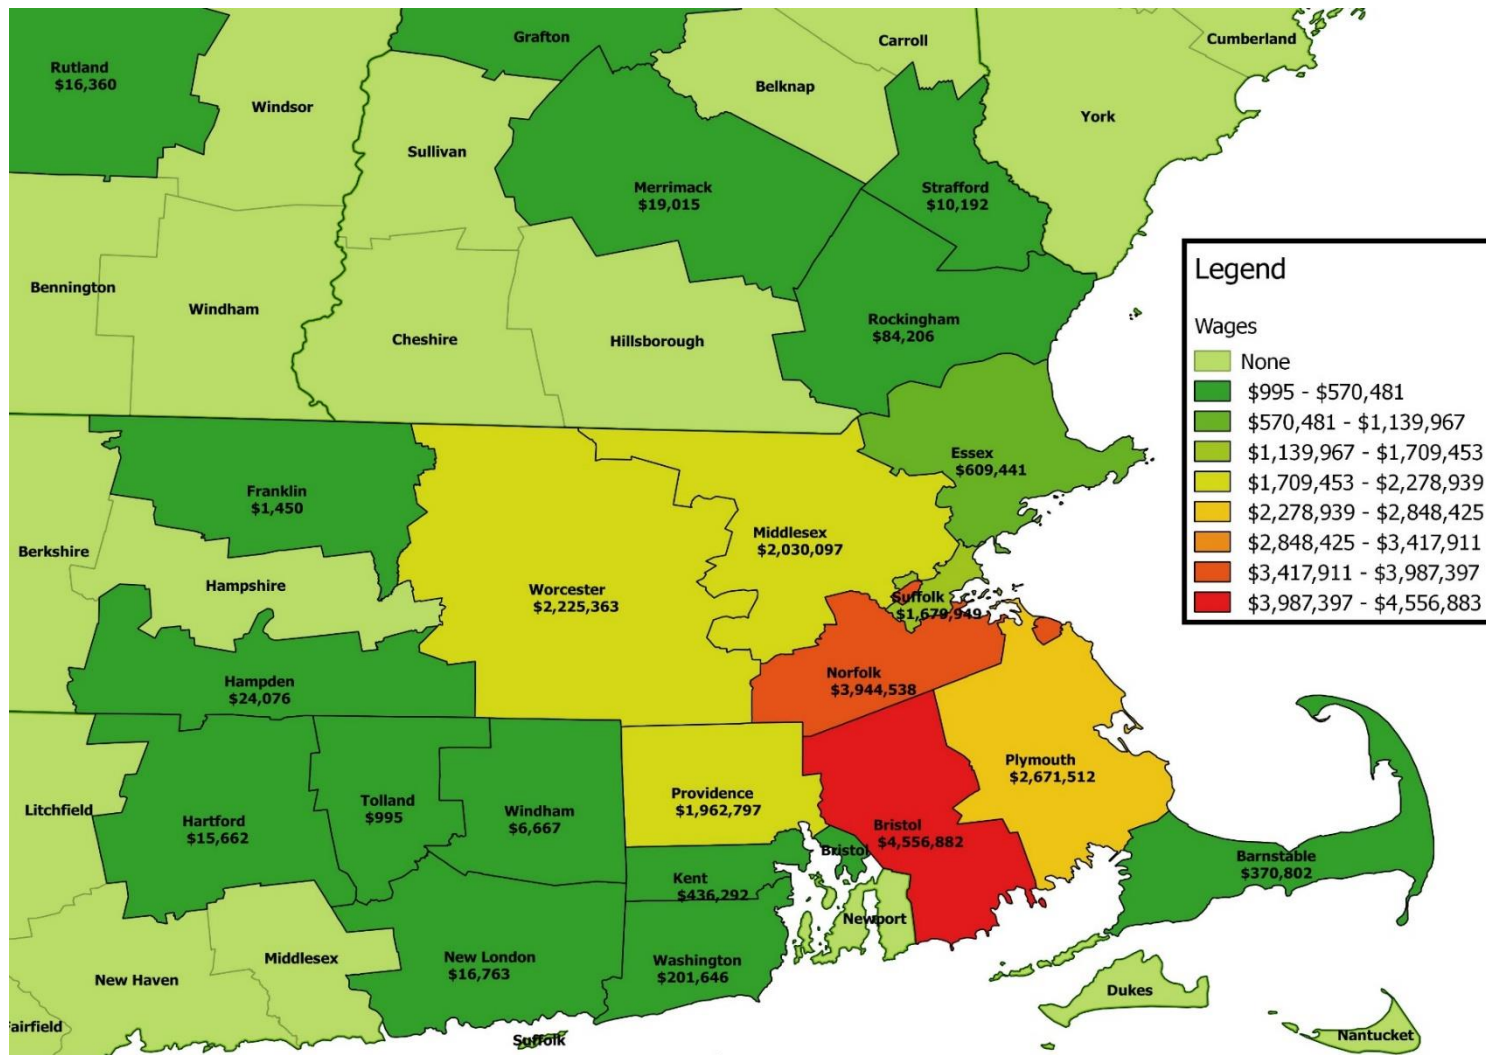 Grafton
Carroll
Cumberland
Rutland
$16,360
Belknap
Windsor
York
Sullivan
Merrimack
$19,015
Strafford
$10,192
Bennington
Windham
Cheshire
Hillsborough
Rockingham
$84,206
Legend
Wages
None
$995 - $570,481
$570,481 - $1,139,967
$1,139,967 - $1,709,453
$1,709,453 - $2,278,939
$2,278,939 - $2,848,425
$2,848,425 - $3,417,911
$3,417,911 - $3,987,397
$3,987,397 - $4,556,883
Essex
$609,441
Franklin
$1,450
Middlesex
$2,030,097
Berkshire
Hampshire
Worcester
$2,225,363
Suffolk
$1,679,949
Hampden
$24,076
Norfolk
$3,944,538
Plymouth
$2,671,512
Litchfield
Hartford
$15,662
Tolland
$995
Windham
$6,667
Providence
$1,962,797
Bristol
$4,556,882
Bristol
Barnstable
$370,802
Kent
$436,292
Newport
New Haven
Middlesex
New London
$16,763
Washington
$201,646
Dukes
Fairfield
Suffolk
Nantucket